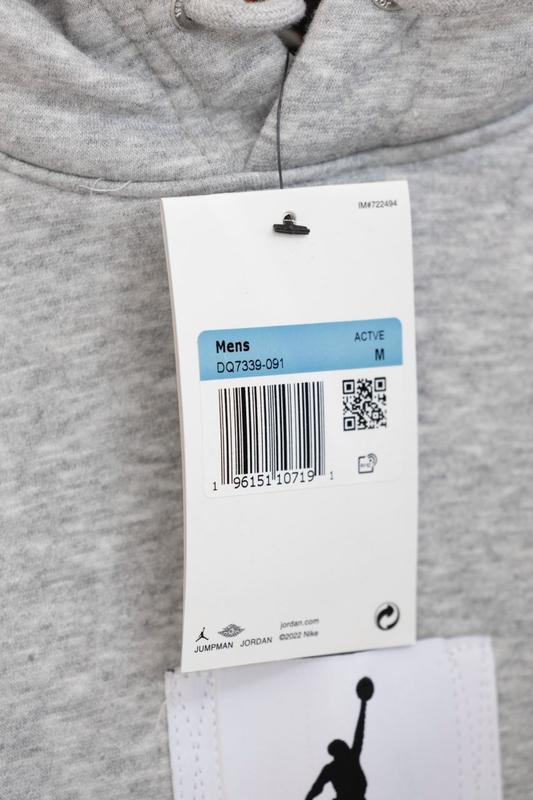 IM#722494
Mens
ACTVE
DQ7339-091
M
1 96151 10719 1
jordan.com
JUMPMAN JORDAN ©2022 Nike